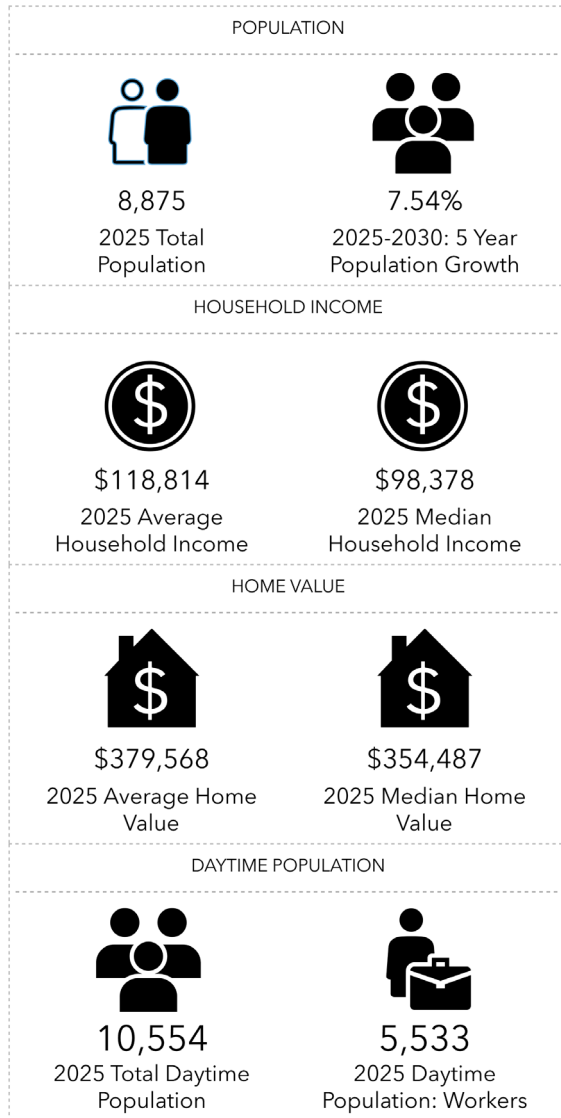 POPULATION
8,875
2025 Total
Population
7.54%
2025-2030: 5 Year
Population Growth
HOUSEHOLD INCOME
$
$118,814
2025 Average
Household Income
$
$98,378
2025 Median
Household Income
HOME VALUE
$
$379,568
2025 Average Home
Value
$
$354,487
2025 Median Home
Value
DAYTIME POPULATION
10,554
2025 Total Daytime
Population
5,533
2025 Daytime
Population: Workers